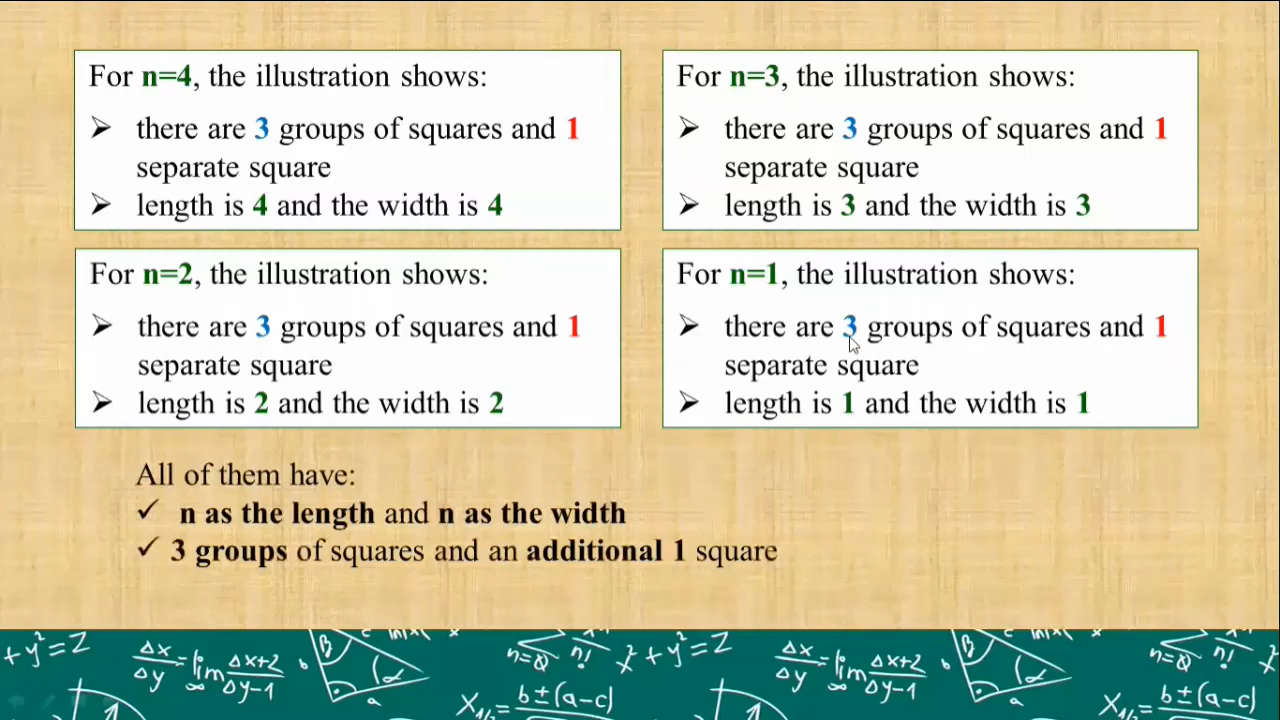 For n=4, the illustration shows:
➢ there are 3 groups of squares and 1
separate square
➢ length is 4 and the width is 4
For n=3, the illustration shows:
➢ there are 3 groups of squares and 1
separate square
➢ length is 3 and the width is 3
For n=2, the illustration shows:
➢ there are 3 groups of squares and 1
separate square
➢ length is 2 and the width is 2
For n=1, the illustration shows:
➢ there are 3 groups of squares and 1
separate square
➢ length is 1 and the width is 1
All of them have:
✓ n as the length and n as the width
✓ 3 groups of squares and an additional 1 square